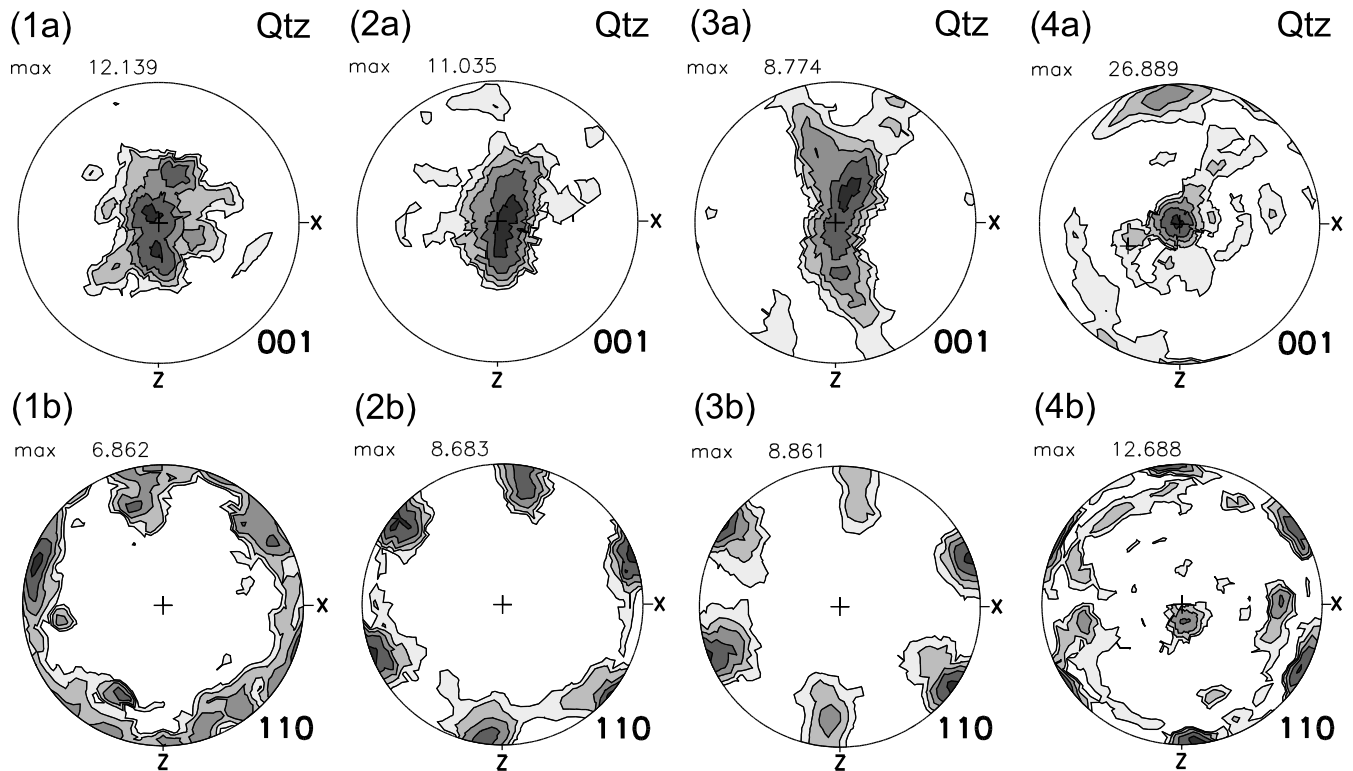 (1a) Qtz (2a) Qtz (3a) Qtz (4a) Qtz
max 12.139 max 11.035 max 8.774 max 26.889
x x x x
001 001 001 001
z z z z
(1b) (2b) (3b) (4b)
max 6.862 max 8.683 max 8.861 max 12.688
x x x x
110 110 110 110
z z z z